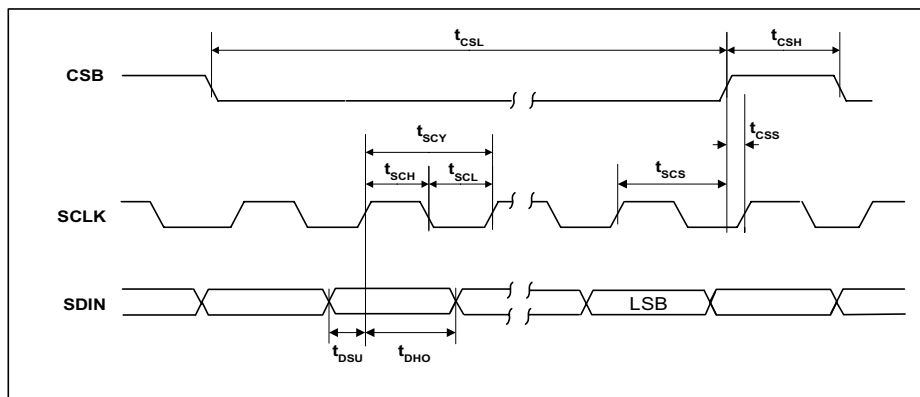 tCSL
tCSH
CSB
tCSS
tSCY
tSCH
tSCL
tSCS
SCLK
SDIN
LSB
tDSU
tDHO